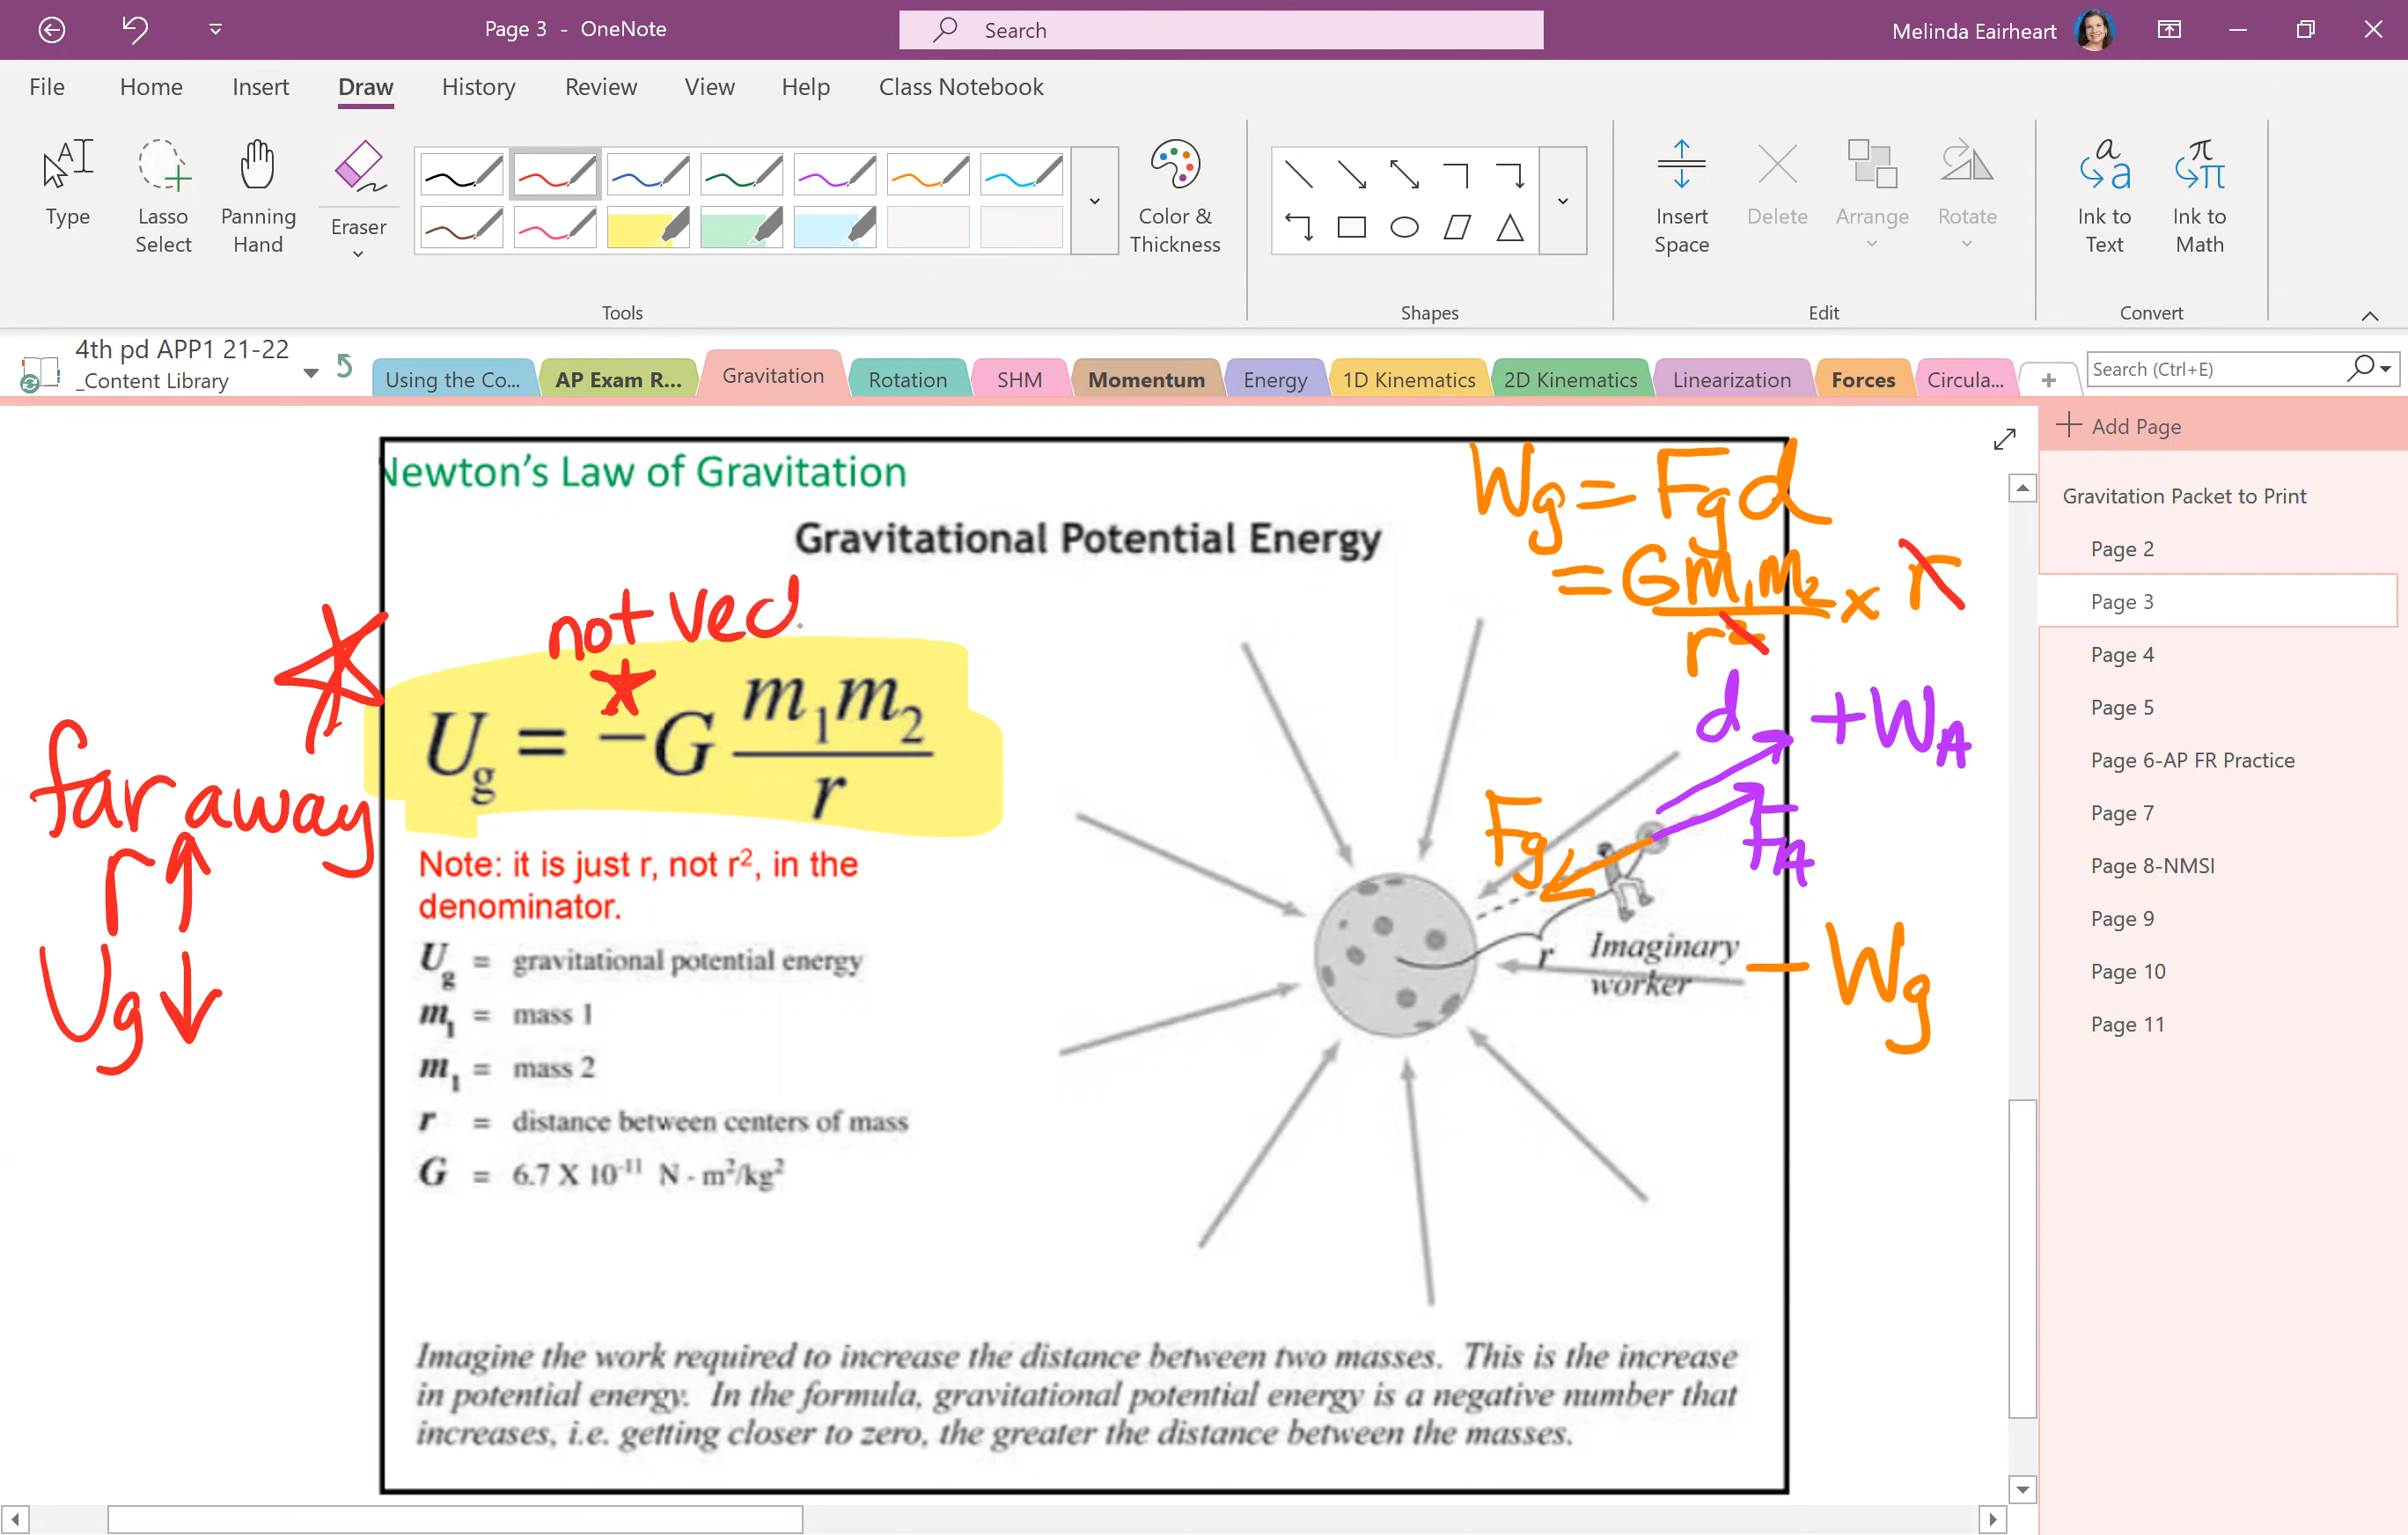 Page 3 - OneNote
Search
Melinda Eairheart
File Home Insert Draw History Review View Help Class Notebook
Type
Lasso Select
Panning Hand
Eraser
Color & Thickness
Insert Space
Delete
Arrange
Rotate
Ink to Text
Ink to Math
Tools
Shapes
Edit
Convert
4th pd APP1 21-22
_Content Library
Using the Co... AP Exam R... Gravitation Rotation SHM Momentum Energy 1D Kinematics 2D Kinematics Linearization Forces Circula... +
Search (Ctrl+E)
Add Page
Gravitation Packet to Print
Page 2
Page 3
Page 4
Page 5
Page 6-AP FR Practice
Page 7
Page 8-NMSI
Page 9
Page 10
Page 11
Newton's Law of Gravitation
Gravitational Potential Energy
Wg = Fg d
= Gm₁m₂/r² × r
not vec
U_g = -G m₁m₂/r
far away
r↑
Ug↓
Note: it is just r, not r², in the
denominator.
U_g = gravitational potential energy
m₁ = mass 1
m₁ = mass 2
r = distance between centers of mass
G = 6.7 X 10⁻¹¹ N · m²/kg²
d +W_A
F_A
Fg
r
Imaginary
worker
- Wg
Imagine the work required to increase the distance between two masses. This is the increase
in potential energy. In the formula, gravitational potential energy is a negative number that
increases, i.e. getting closer to zero, the greater the distance between the masses.